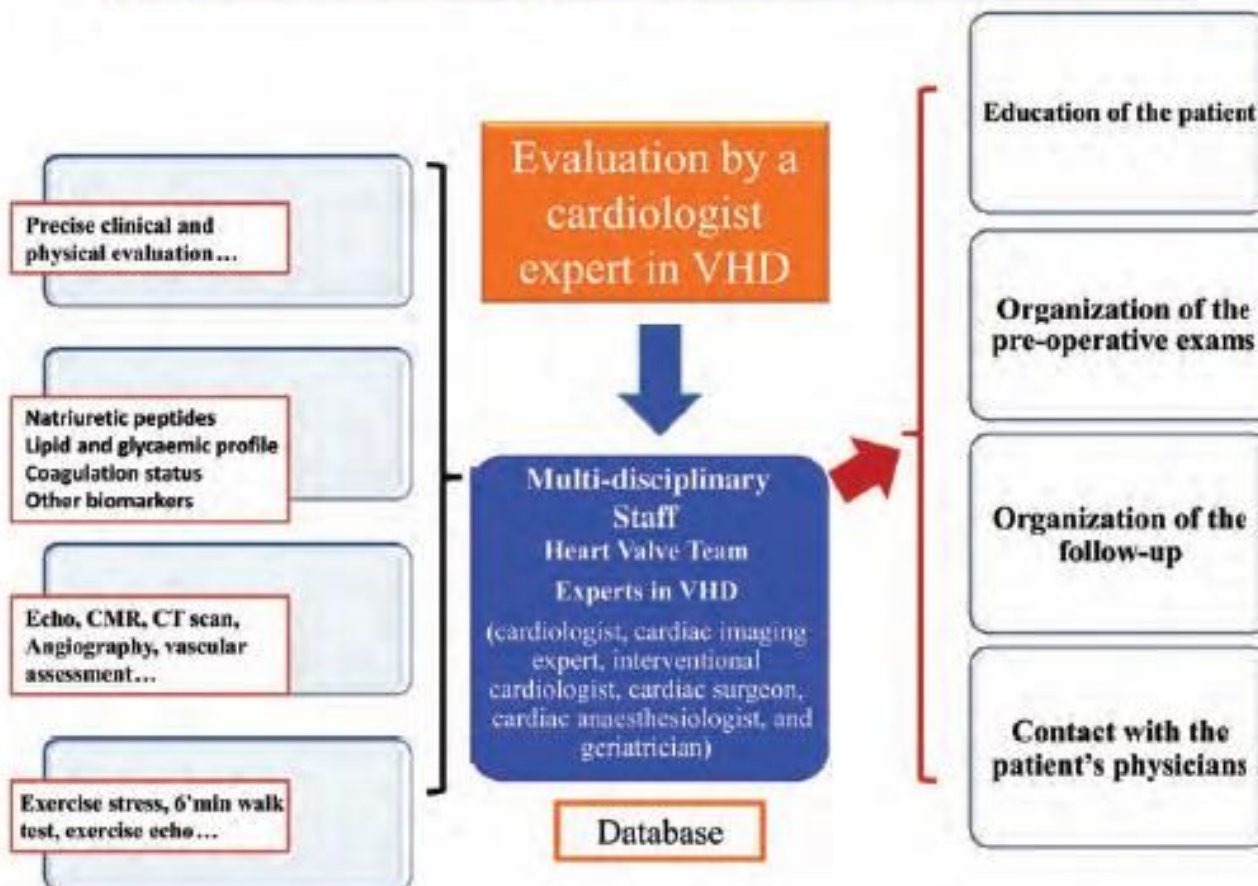 Precise clinical and
physical evaluation...
Natriuretic peptides
Lipid and glycaemic profile
Coagulation status
Other biomarkers
Echo, CMR, CT scan,
Angiography, vascular
assessment...
Exercise stress, 6'min walk
test, exercise echo...
Evaluation by a
cardiologist
expert in VHD
Multi-disciplinary
Staff
Heart Valve Team
Experts in VHD
(cardiologist, cardiac imaging
expert, interventional
cardiologist, cardiac surgeon,
cardiac anaesthesiologist, and
geriatrician)
Database
Education of the patient
Organization of the
pre-operative exams
Organization of the
follow-up
Contact with the
patient's physicians